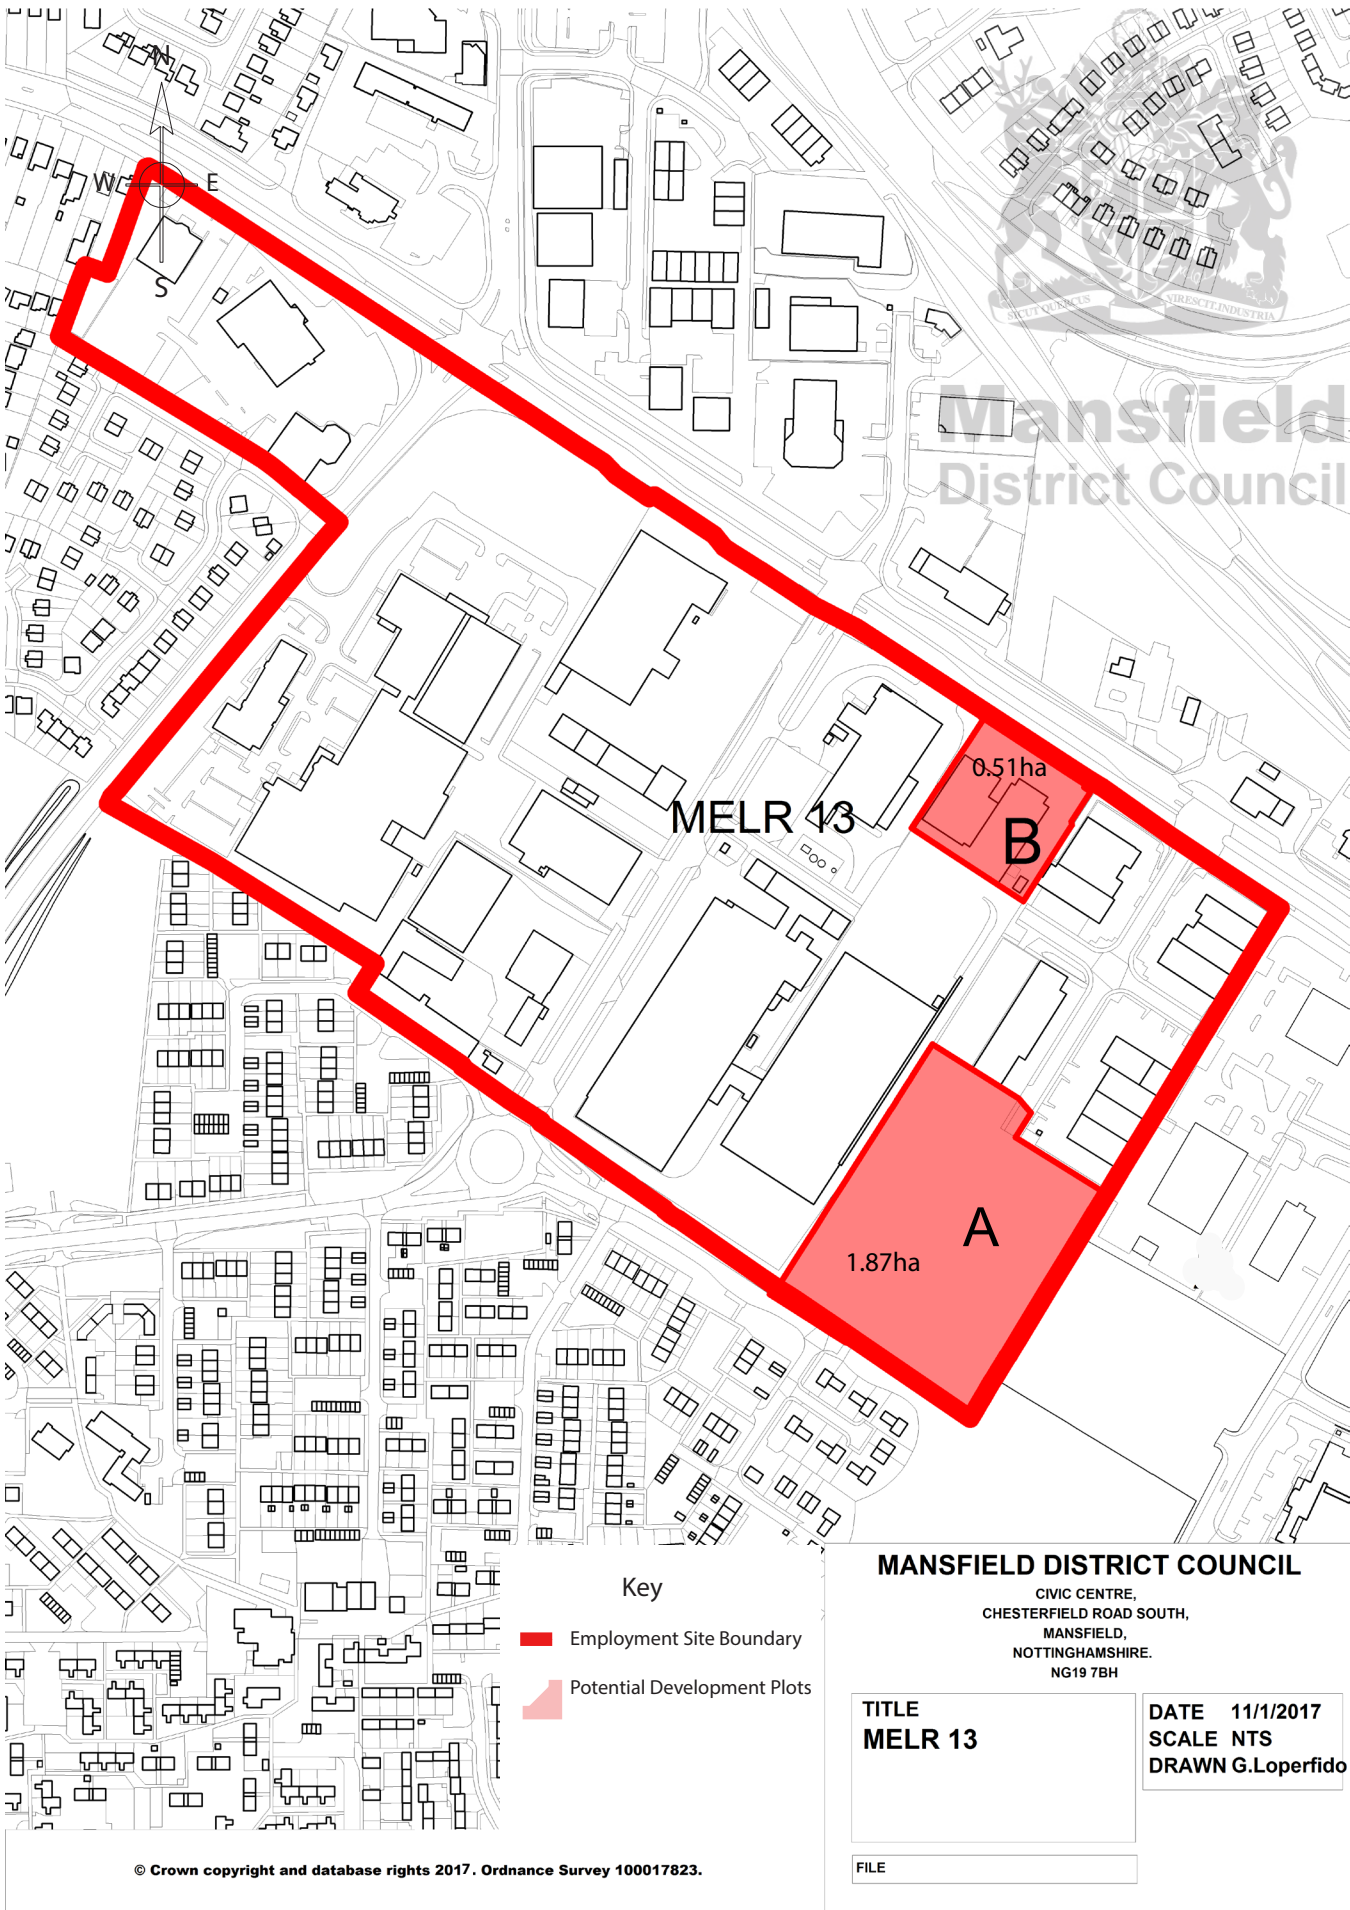 N
W E
S
SICUT QUERCUS VIRESCIT.INDUSTRIA
Mansfield
District Council
0.51ha
MELR 13
B
A
1.87ha
Key
Employment Site Boundary
Potential Development Plots
MANSFIELD DISTRICT COUNCIL
CIVIC CENTRE,
CHESTERFIELD ROAD SOUTH,
MANSFIELD,
NOTTINGHAMSHIRE.
NG19 7BH
TITLE
MELR 13
DATE 11/1/2017
SCALE NTS
DRAWN G.Loperfido
FILE
© Crown copyright and database rights 2017. Ordnance Survey 100017823.